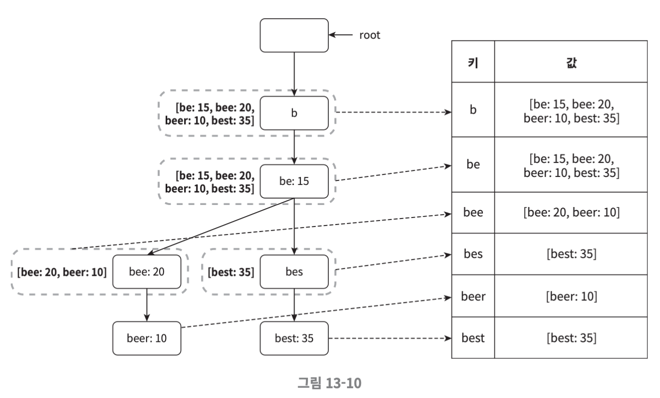 root
[be: 15, bee: 20,
beer: 10, best: 35]
b
[be: 15, bee: 20,
beer: 10, best: 35]
be: 15
[bee: 20, beer: 10]
bee: 20
[best: 35]
bes
beer: 10
best: 35
키 값
b [be: 15, bee: 20,
beer: 10, best: 35]
be [be: 15, bee: 20,
beer: 10, best: 35]
bee [bee: 20, beer: 10]
bes [best: 35]
beer [beer: 10]
best [best: 35]
그림 13-10